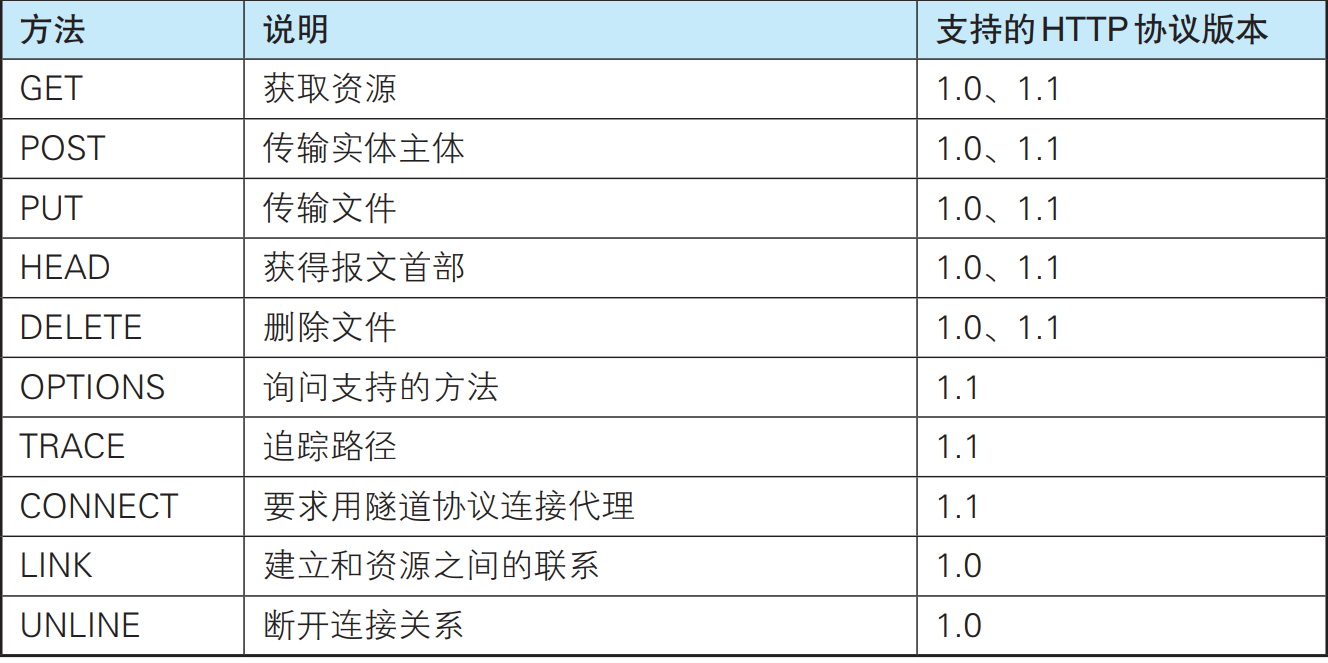 方法 说明 支持的HTTP协议版本
GET 获取资源 1.0、1.1
POST 传输实体主体 1.0、1.1
PUT 传输文件 1.0、1.1
HEAD 获得报文首部 1.0、1.1
DELETE 删除文件 1.0、1.1
OPTIONS 询问支持的方法 1.1
TRACE 追踪路径 1.1
CONNECT 要求用隧道协议连接代理 1.1
LINK 建立和资源之间的联系 1.0
UNLINE 断开连接关系 1.0